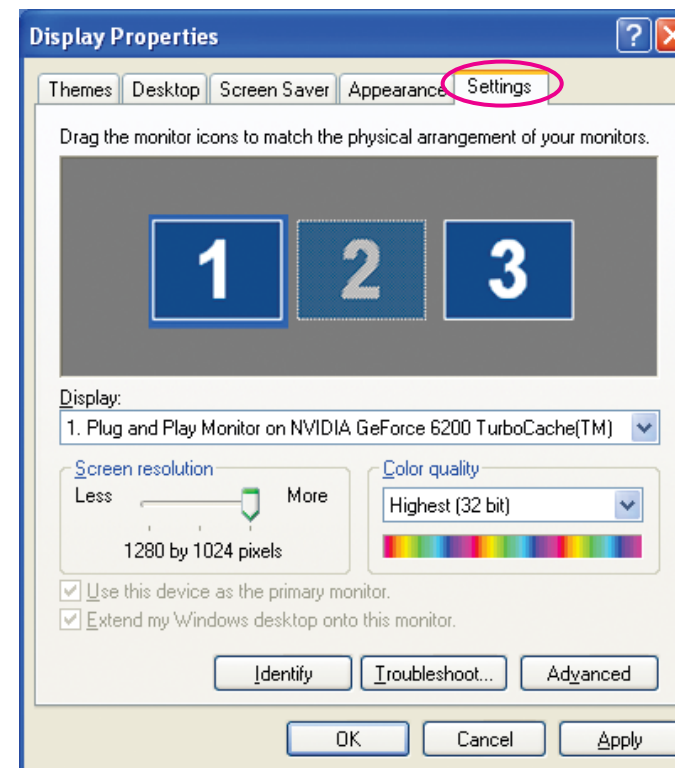 Display Properties
Themes Desktop Screen Saver Appearance Settings
Drag the monitor icons to match the physical arrangement of your monitors.
1 2 3
Display:
1. Plug and Play Monitor on NVIDIA GeForce 6200 TurboCache(TM)
Screen resolution
Less More
1280 by 1024 pixels
Color quality
Highest (32 bit)
Use this device as the primary monitor.
Extend my Windows desktop onto this monitor.
Identify Troubleshoot... Advanced
OK Cancel Apply